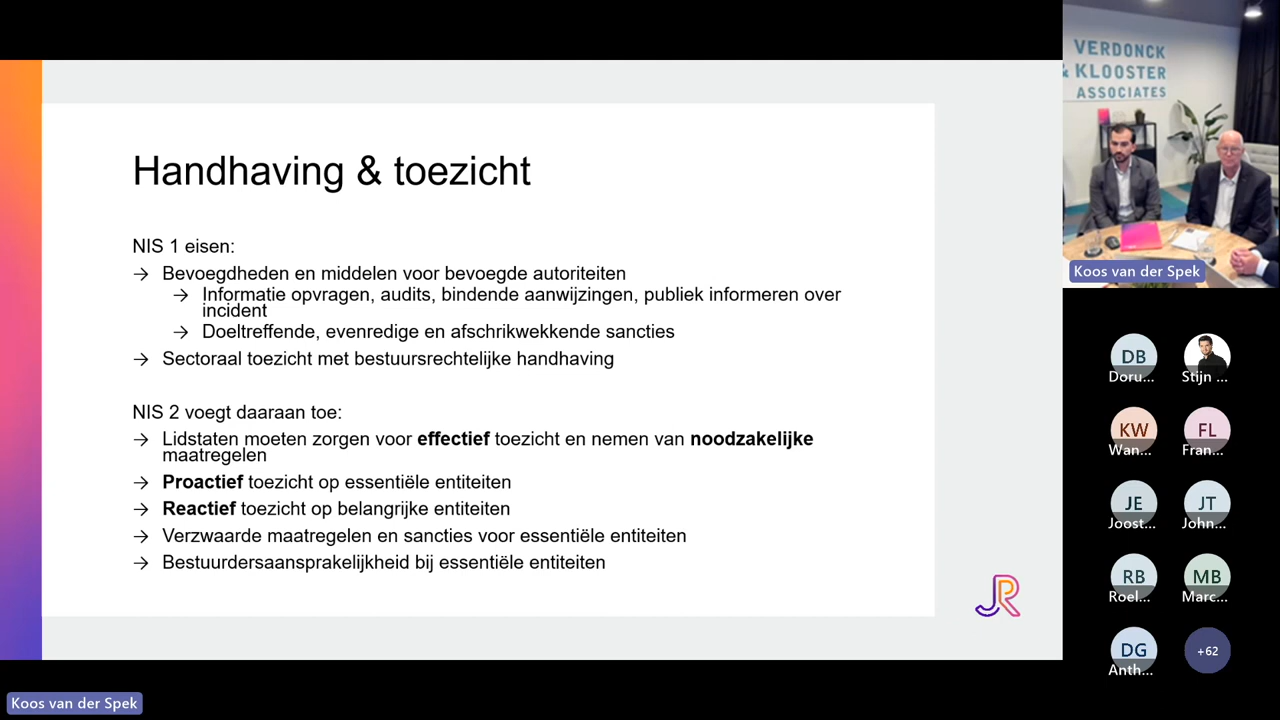 Handhaving & toezicht
NIS 1 eisen:
→ Bevoegdheden en middelen voor bevoegde autoriteiten
→ Informatie opvragen, audits, bindende aanwijzingen, publiek informeren over
incident
→ Doeltreffende, evenredige en afschrikwekkende sancties
→ Sectoraal toezicht met bestuursrechtelijke handhaving
NIS 2 voegt daaraan toe:
→ Lidstaten moeten zorgen voor effectief toezicht en nemen van noodzakelijke
maatregelen
→ Proactief toezicht op essentiële entiteiten
→ Reactief toezicht op belangrijke entiteiten
→ Verzwaarde maatregelen en sancties voor essentiële entiteiten
→ Bestuurdersaansprakelijkheid bij essentiële entiteiten
JR
Koos van der Spek
VERDONCK
& KLOOSTER
ASSOCIATES
Koos van der Spek
DB
Doru...
Stijn ...
KW
Wan...
FL
Fran...
JE
Joost...
JT
John...
RB
Roel...
MB
Marc...
DG
Anth...
+62